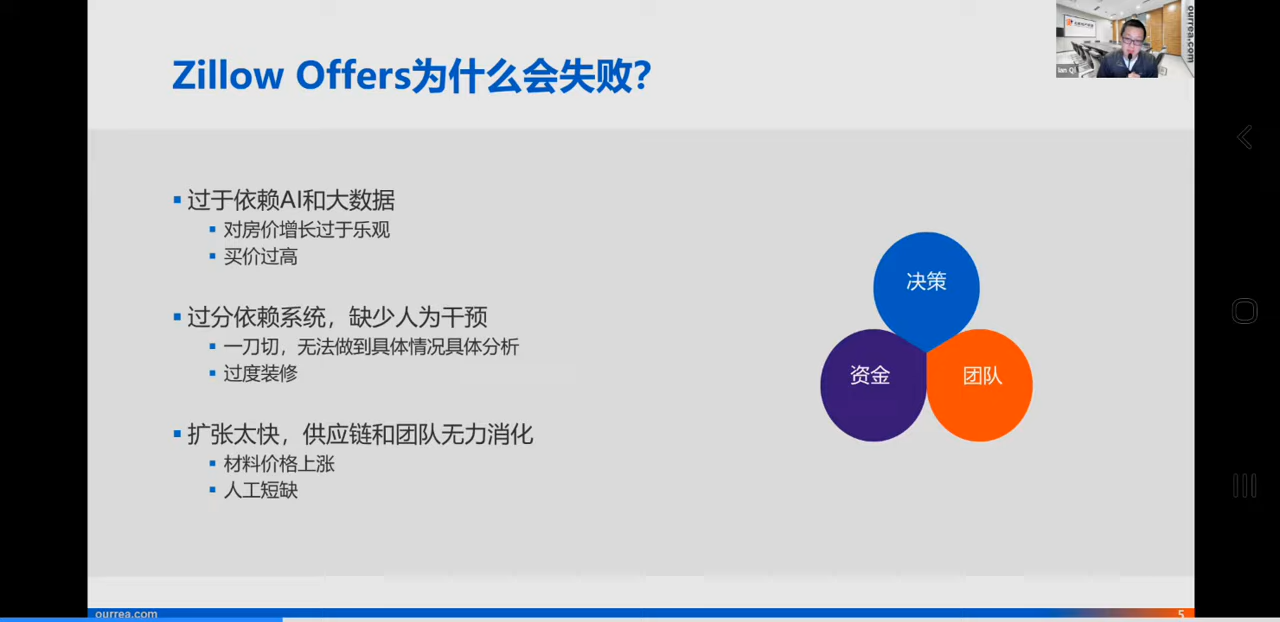 Zillow Offers为什么会失败?
过于依赖AI和大数据
对房价增长过于乐观
买价过高
过分依赖系统，缺少人为干预
一刀切，无法做到具体情况具体分析
过度装修
扩张太快，供应链和团队无力消化
材料价格上涨
人工短缺
决策
资金
团队
Ian Qi
ourrea.com
ourrea.com
5